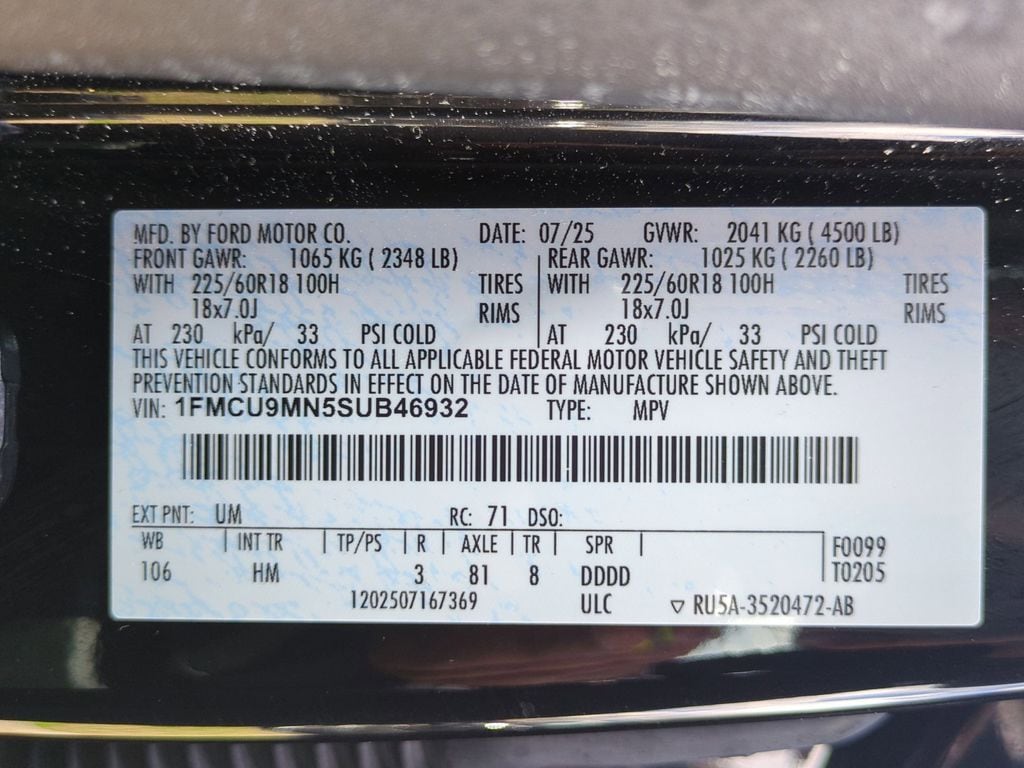 MFD. BY FORD MOTOR CO. DATE: 07/25 GVWR: 2041 KG ( 4500 LB)
FRONT GAWR: 1065 KG ( 2348 LB) REAR GAWR: 1025 KG ( 2260 LB)
WITH 225/60R18 100H TIRES WITH 225/60R18 100H TIRES
18x7.0J RIMS 18x7.0J RIMS
AT 230 kPa/ 33 PSI COLD AT 230 kPa/ 33 PSI COLD
THIS VEHICLE CONFORMS TO ALL APPLICABLE FEDERAL MOTOR VEHICLE SAFETY AND THEFT
PREVENTION STANDARDS IN EFFECT ON THE DATE OF MANUFACTURE SHOWN ABOVE.
VIN: 1FMCU9MN5SUB46932 TYPE: MPV
EXT PNT: UM RC: 71 DSO:
WB INT TR TP/PS R AXLE TR SPR F0099
106 HM 3 81 8 DDDD T0205
1202507167369 ULC ▽ RU5A-3520472-AB